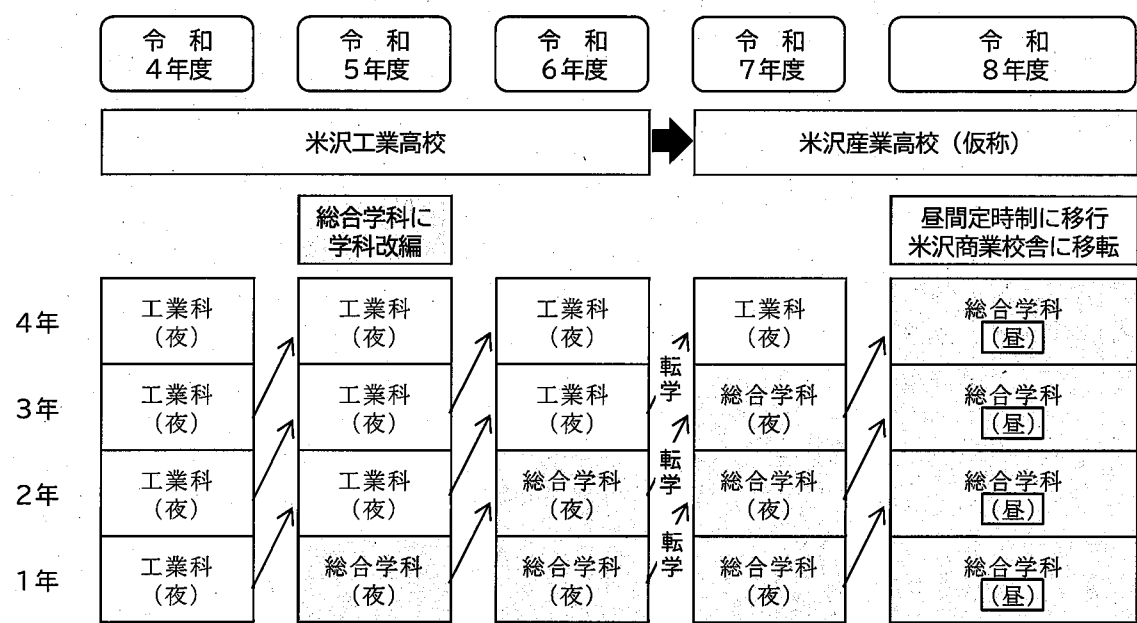 令和
4年度
令和
5年度
令和
6年度
令和
7年度
令和
8年度
米沢工業高校
米沢産業高校（仮称）
総合学科に
学科改編
昼間定時制に移行
米沢商業校舎に移転
4年
工業科
（夜）
工業科
（夜）
工業科
（夜）
転学
工業科
（夜）
総合学科
（昼）
3年
工業科
（夜）
工業科
（夜）
工業科
（夜）
転学
総合学科
（夜）
総合学科
（昼）
2年
工業科
（夜）
工業科
（夜）
総合学科
（夜）
転学
総合学科
（夜）
総合学科
（昼）
1年
工業科
（夜）
総合学科
（夜）
総合学科
（夜）
総合学科
（夜）
総合学科
（昼）